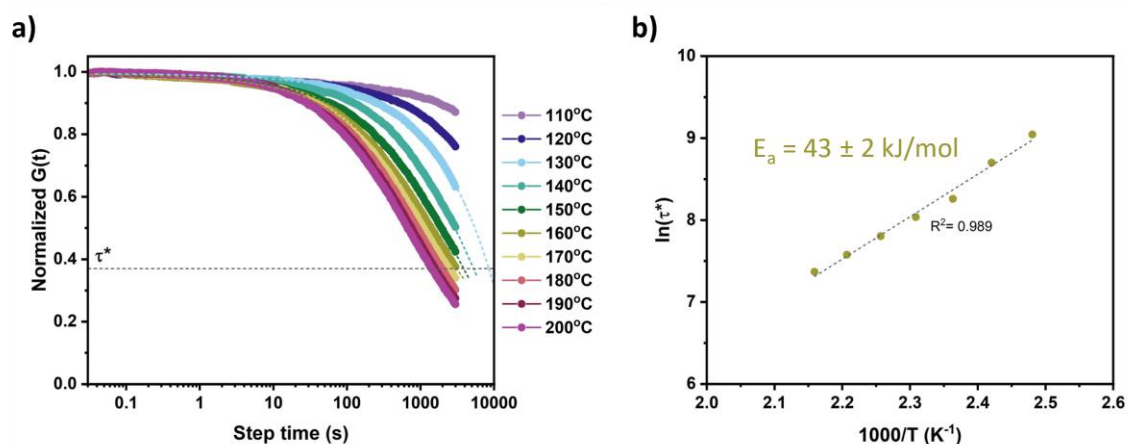 a)
Normalized G(t)
1.0
0.8
0.6
0.4
0.2
0.0
τ*
0.1
1
10
100
1000
10000
Step time (s)
110°C
120°C
130°C
140°C
150°C
160°C
170°C
180°C
190°C
200°C
b)
ln(τ*)
10
9
8
7
6
Eₐ = 43 ± 2 kJ/mol
R²= 0.989
2.0
2.1
2.2
2.3
2.4
2.5
2.6
1000/T (K⁻¹)